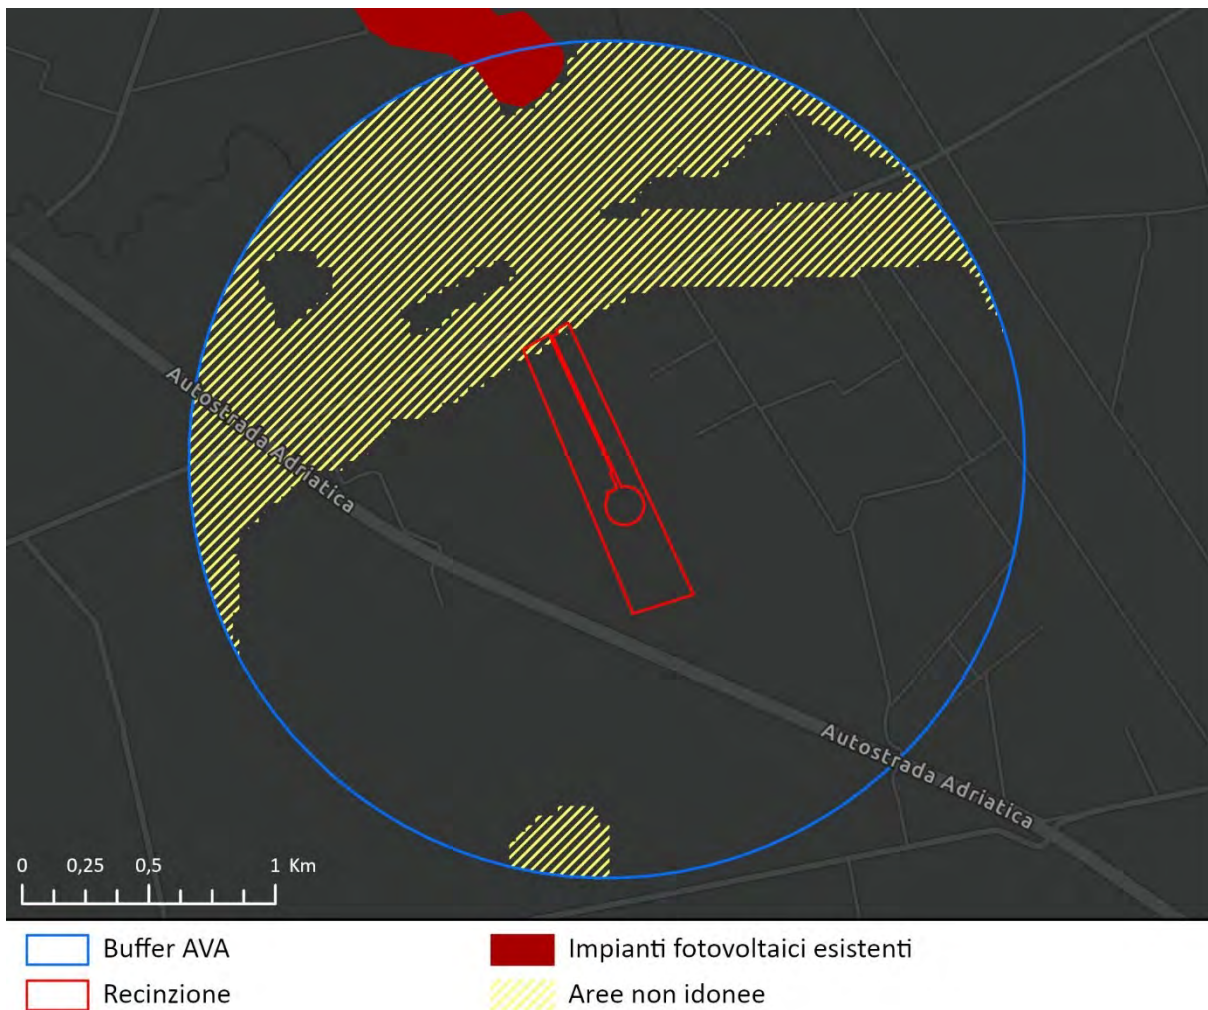 Autostrada Adriatica
Autostrada Adriatica
0 0,25 0,5 1 Km
Buffer AVA
Impianti fotovoltaici esistenti
Recinzione
Aree non idonee